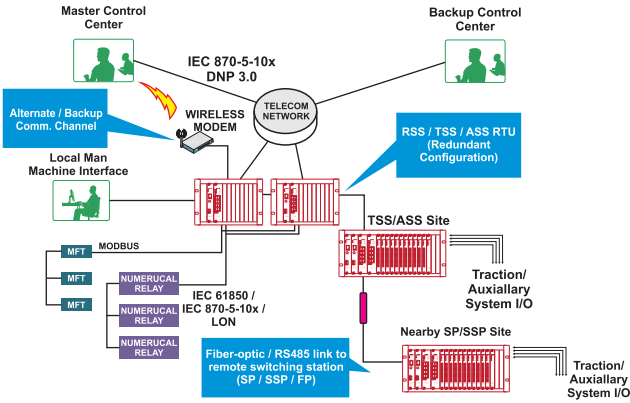 Master Control
Center
Backup Control
Center
IEC 870-5-10x
DNP 3.0
Alternate / Backup
Comm. Channel
WIRELESS
MODEM
TELECOM
NETWORK
RSS / TSS / ASS RTU
(Redundant
Configuration)
Local Man
Machine Interface
TSS/ASS Site
MFT
MODBUS
MFT
MFT
NUMERUCAL
RELAY
NUMERUCAL
RELAY
NUMERUCAL
RELAY
IEC 61850 /
IEC 870-5-10x /
LON
Traction/
Auxiallary
System I/O
Nearby SP/SSP Site
Fiber-optic / RS485 link to
remote switching station
(SP / SSP / FP)
Traction/
Auxiallary
System I/O